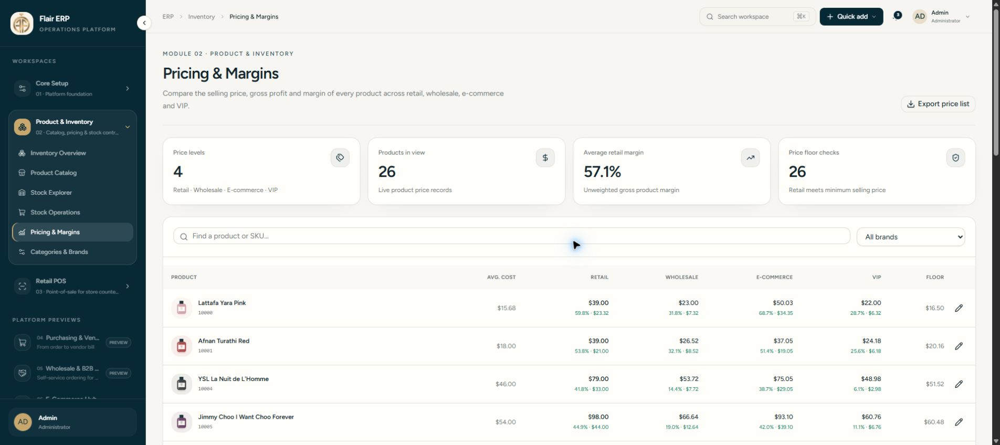 Flair ERP
OPERATIONS PLATFORM
WORKSPACES
Core Setup
01 · Platform foundation
Product & Inventory
02 · Catalog, pricing & stock contr...
Inventory Overview
Product Catalog
Stock Explorer
Stock Operations
Pricing & Margins
Categories & Brands
Retail POS
03 · Point-of-sale for store counte...
PLATFORM PREVIEWS
04 Purchasing & Ven... PREVIEW
From order to vendor bill
05 Wholesale & B2B ... PREVIEW
Self-service ordering for ...
Admin
AD
Administrator
ERP > Inventory > Pricing & Margins
Search workspace ⌘K
+ Quick add
3
AD
Admin
Administrator
MODULE 02 · PRODUCT & INVENTORY
Pricing & Margins
Compare the selling price, gross profit and margin of every product across retail, wholesale, e-commerce
and VIP.
Export price list
Price levels
4
Retail · Wholesale · E-commerce · VIP
Products in view
26
Live product price records
Average retail margin
57.1%
Unweighted gross product margin
Price floor checks
26
Retail meets minimum selling price
Find a product or SKU...
All brands
PRODUCT AVG. COST RETAIL WHOLESALE E-COMMERCE VIP FLOOR
Lattafa Yara Pink $39.00 $23.00 $50.03 $22.00
$15.68 $16.50
10000 59.8% · $23.32 31.8% · $7.32 68.7% · $34.35 28.7% · $6.32
Afnan Turathi Red $39.00 $26.52 $37.05 $24.18
$18.00 $20.16
10001 53.8% · $21.00 32.1% · $8.52 51.4% · $19.05 25.6% · $6.18
YSL La Nuit de L'Homme $79.00 $53.72 $75.05 $48.98
$46.00 $51.52
10004 41.8% · $33.00 14.4% · $7.72 38.7% · $29.05 6.1% · $2.98
Jimmy Choo I Want Choo Forever $98.00 $66.64 $93.10 $60.76
$54.00 $60.48
10005 44.9% · $44.00 19.0% · $12.64 42.0% · $39.10 11.1% · $6.76